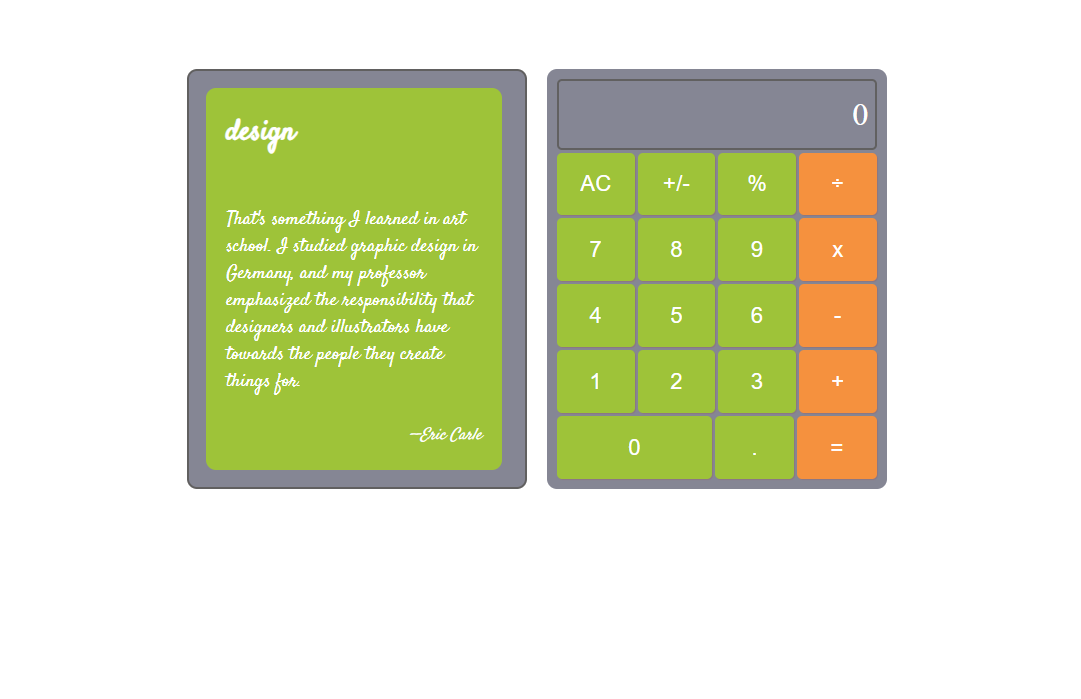 design
That's something I learned in art
school. I studied graphic design in
Germany, and my professor
emphasized the responsibility that
designers and illustrators have
towards the people they create
things for.
—Eric Carle
0
AC +/- % ÷
7 8 9 x
4 5 6 -
1 2 3 +
0 . =